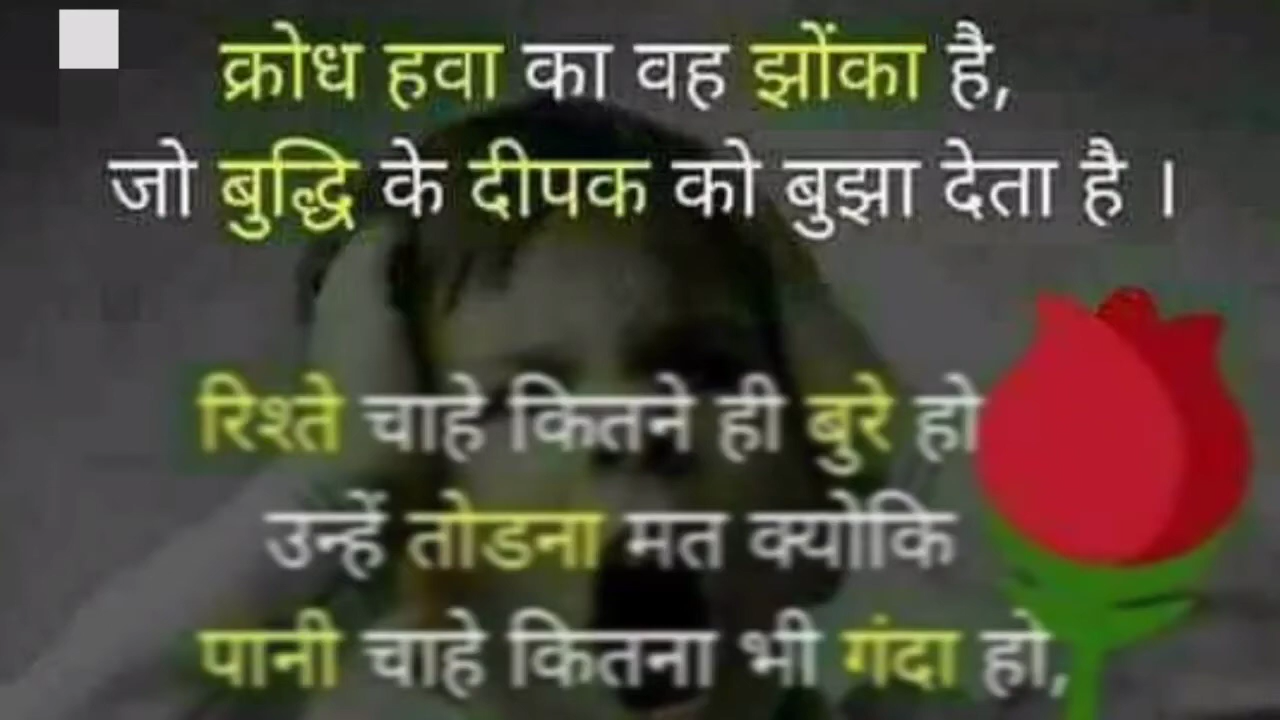 क्रोध हवा का वह झोंका है,
जो बुद्धि के दीपक को बुझा देता है ।
रिश्ते चाहे कितने ही बुरे हो
उन्हें तोडना मत क्योकि
पानी चाहे कितना भी गंदा हो,